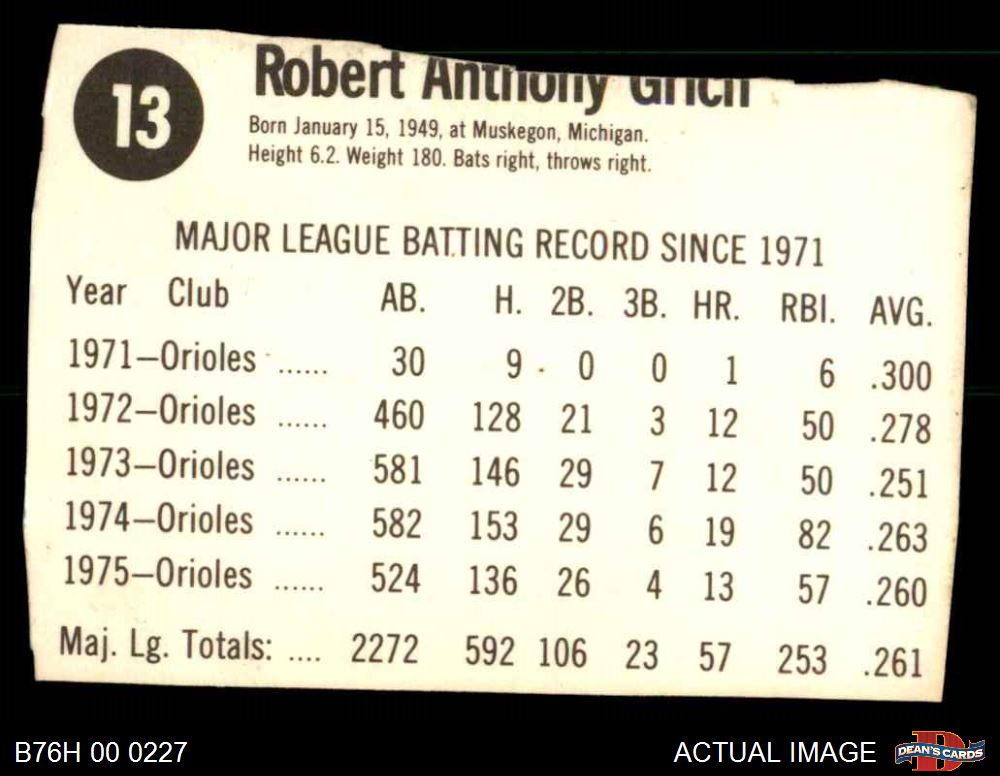 13
Robert Anthony Grich
Born January 15, 1949, at Muskegon, Michigan.
Height 6.2. Weight 180. Bats right, throws right.
MAJOR LEAGUE BATTING RECORD SINCE 1971
Year Club AB. H. 2B. 3B. HR. RBI. AVG.
1971—Orioles ...... 30 9 0 0 1 6 .300
1972—Orioles ...... 460 128 21 3 12 50 .278
1973—Orioles ...... 581 146 29 7 12 50 .251
1974—Orioles ...... 582 153 29 6 19 82 .263
1975—Orioles ...... 524 136 26 4 13 57 .260
Maj. Lg. Totals: .... 2272 592 106 23 57 253 .261
B76H 00 0227 ACTUAL IMAGE DEAN'S CARDS